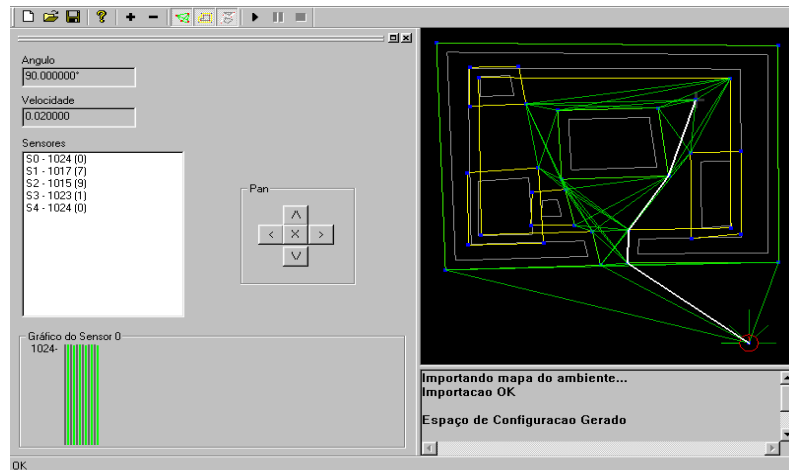 Angulo
90.000000°
Velocidade
0.020000
Sensores
S0 - 1024 (0)
S1 - 1017 (7)
S2 - 1015 (9)
S3 - 1023 (1)
S4 - 1024 (0)
Pan
/\
< X >
\/
Gráfico do Sensor 0
1024-
Importando mapa do ambiente...
Importacao OK
Espaço de Configuracao Gerado
OK